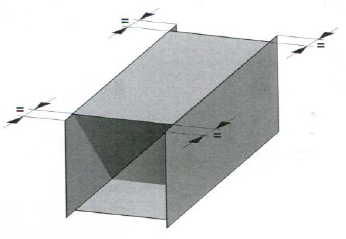 =
=
=
=